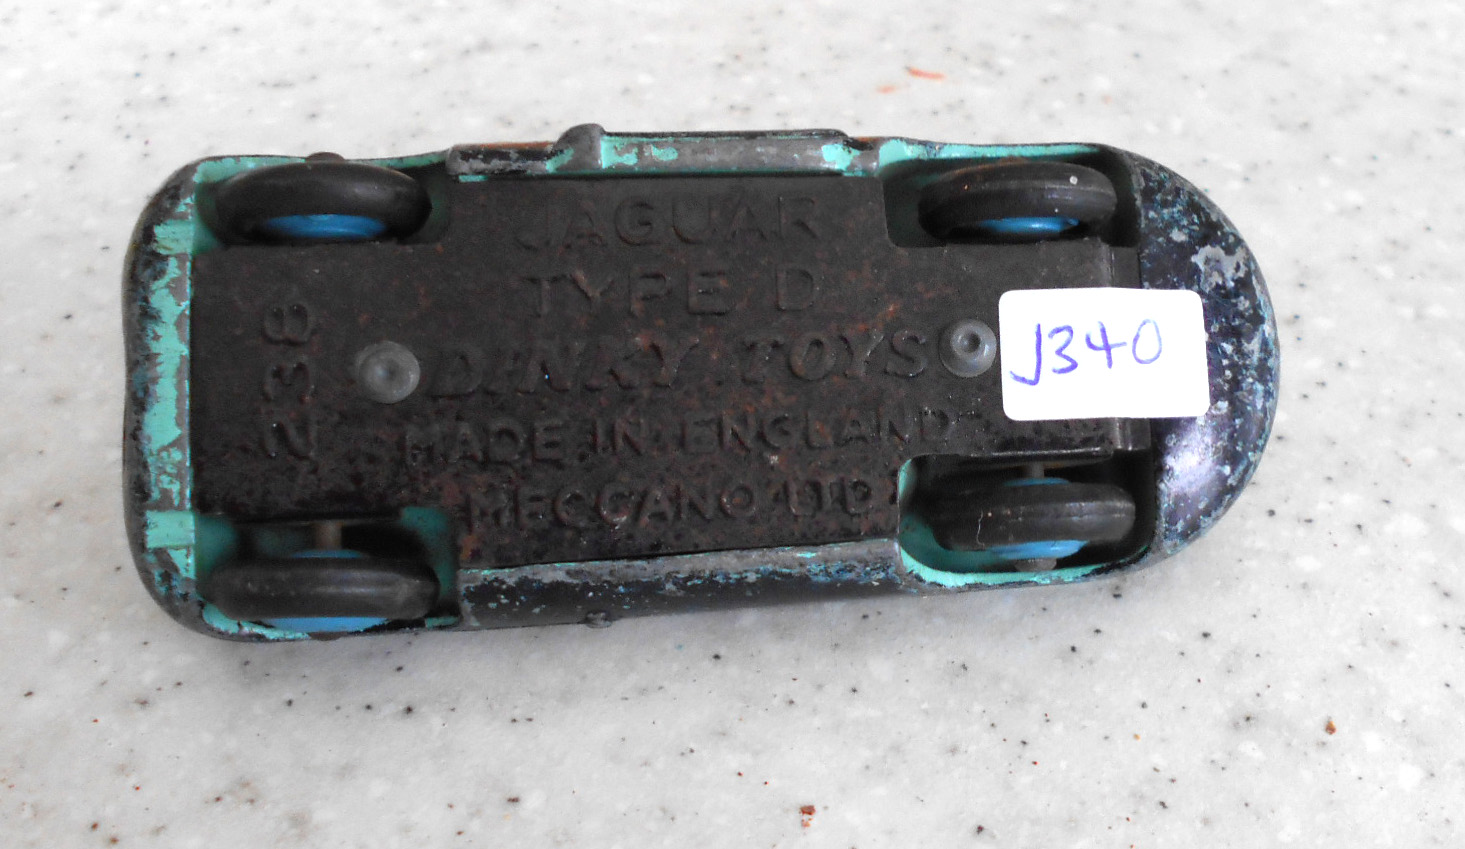 JAGUAR
TYPE D
DINKY TOYS
MADE IN ENGLAND
MECCANO LTD
238
J340